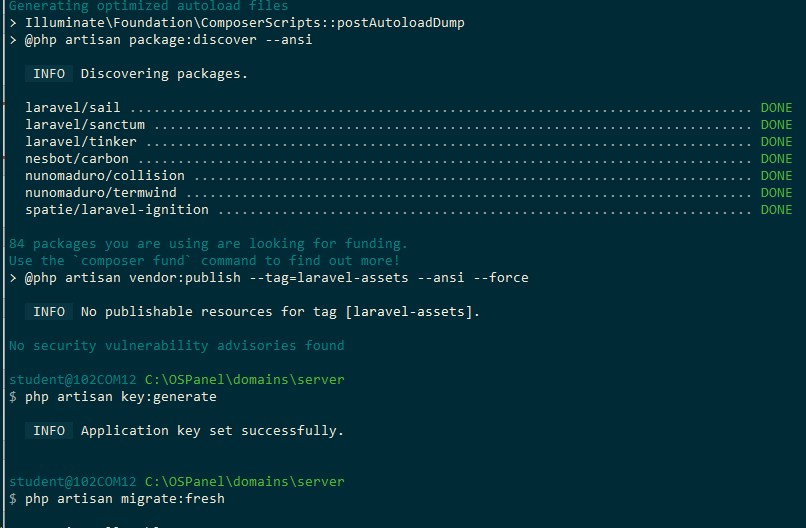 Generating optimized autoload files
> Illuminate\Foundation\ComposerScripts::postAutoloadDump
> @php artisan package:discover --ansi
INFO Discovering packages.
laravel/sail .............................................................................. DONE
laravel/sanctum ........................................................................... DONE
laravel/tinker ............................................................................ DONE
nesbot/carbon ............................................................................. DONE
nunomaduro/collision ...................................................................... DONE
nunomaduro/termwind ....................................................................... DONE
spatie/laravel-ignition ................................................................... DONE
84 packages you are using are looking for funding.
Use the `composer fund` command to find out more!
> @php artisan vendor:publish --tag=laravel-assets --ansi --force
INFO No publishable resources for tag [laravel-assets].
No security vulnerability advisories found
student@102COM12 C:\OSPanel\domains\server
$ php artisan key:generate
INFO Application key set successfully.
student@102COM12 C:\OSPanel\domains\server
$ php artisan migrate:fresh